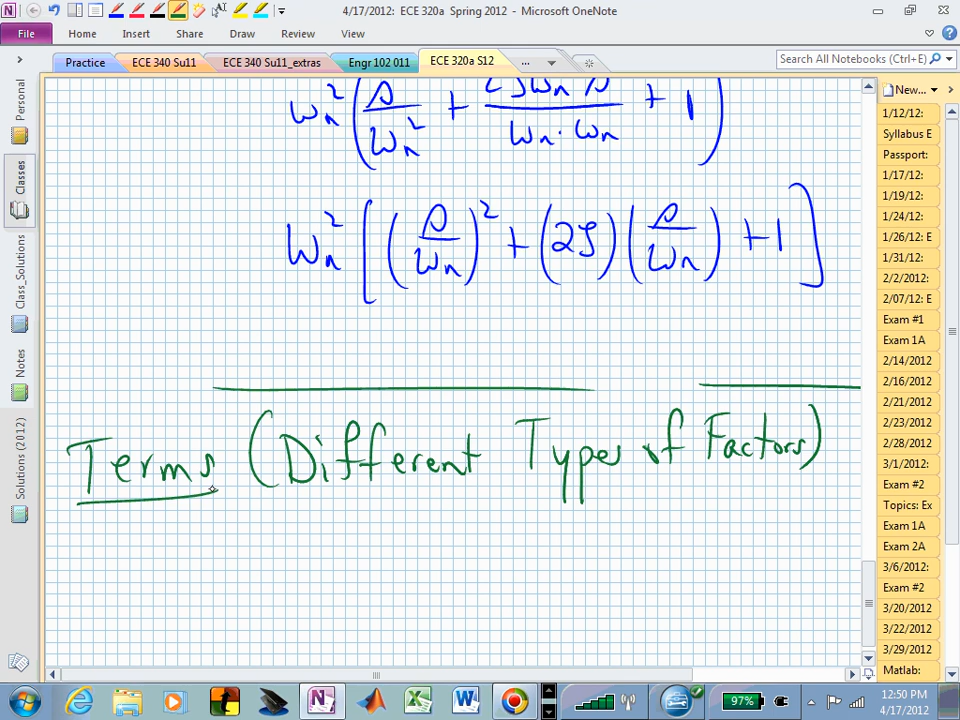 4/17/2012: ECE 320a Spring 2012 - Microsoft OneNote
File Home Insert Share Draw Review View
Practice ECE 340 Su11 ECE 340 Su11_extras Engr 102 011 ECE 320a S12 ...
Search All Notebooks (Ctrl+E)
Personal
Classes
Class_Solutions
Notes
Solutions (2012)
New...
1/12/12:
Syllabus E
Passport:
1/17/12:
1/19/12:
1/24/12:
1/26/12: E
1/31/12:
2/2/2012:
2/07/12: E
Exam #1
Exam 1A
2/14/2012
2/16/2012
2/21/2012
2/23/2012
2/28/2012
3/1/2012:
Exam #2
Topics: Ex
Exam 1A
Exam 2A
3/6/2012:
Exam #2
3/20/2012
3/22/2012
3/29/2012
Matlab:
ωn² (s/ωn² + 2ζωn s/ωn·ωn + 1)
ωn² [(s/ωn)² + (2ζ)(s/ωn) + 1]
Terms (Different Types of Factors)
97%
12:50 PM
4/17/2012